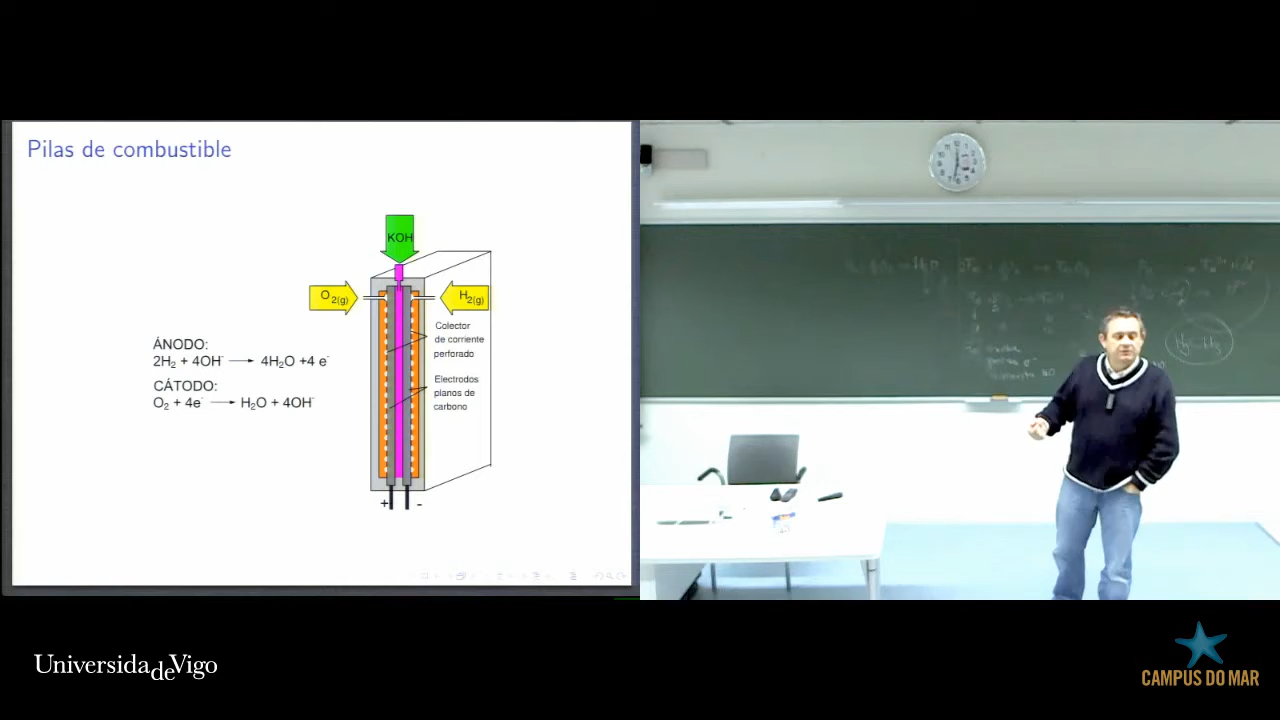 Pilas de combustible
KOH
O2(g)
H2(g)
Colector
de corriente
perforado
Electrodos
planos de
carbono
+
-
ÁNODO:
2H2 + 4OH- → 4H2O +4 e-
CÁTODO:
O2 + 4e- → H2O + 4OH-
Universidade Vigo
CAMPUS DO MAR